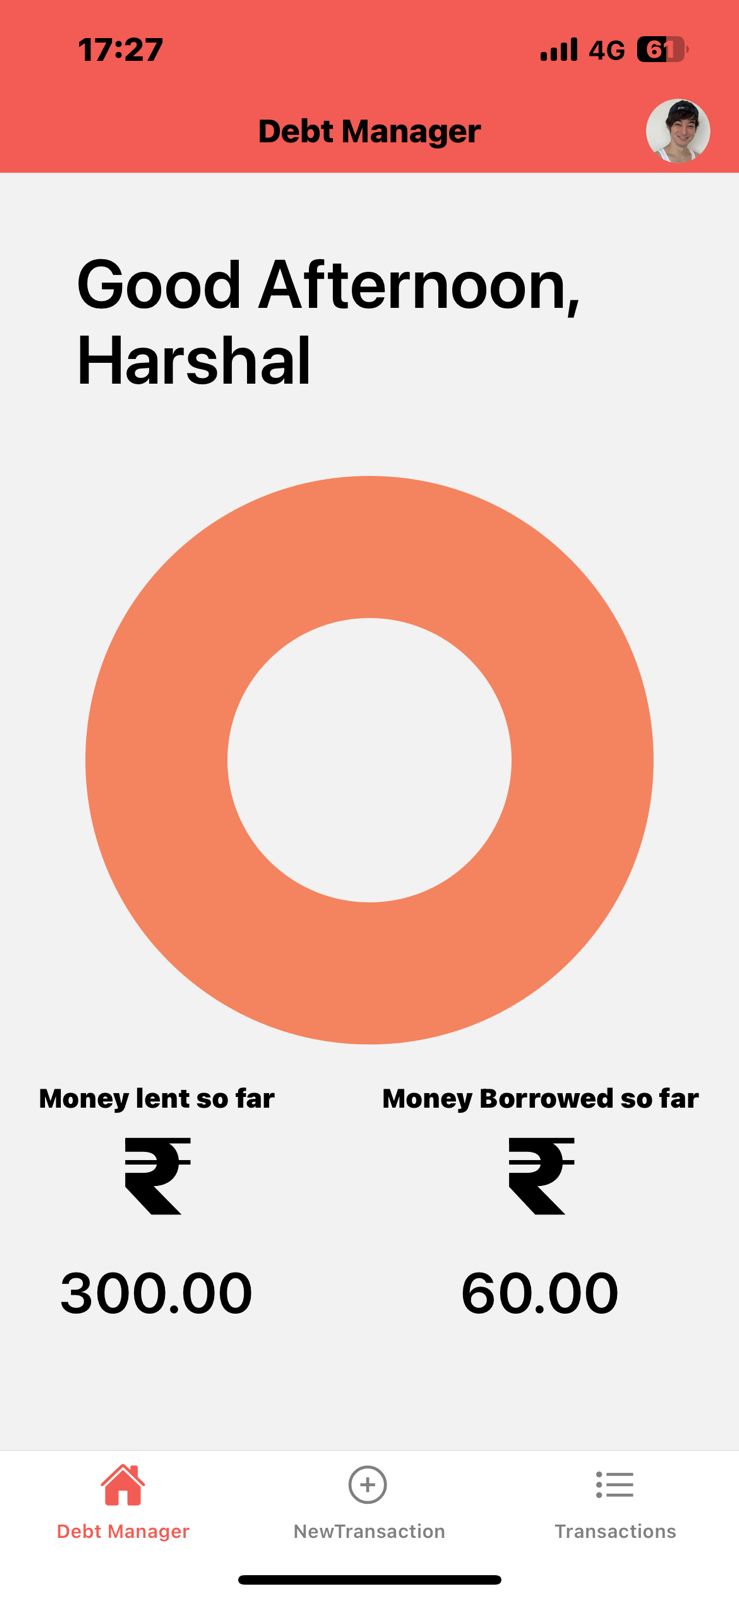 17:27
4G 61
Debt Manager
Good Afternoon,
Harshal
Money lent so far
Money Borrowed so far
₹
₹
300.00
60.00
Debt Manager
NewTransaction
Transactions